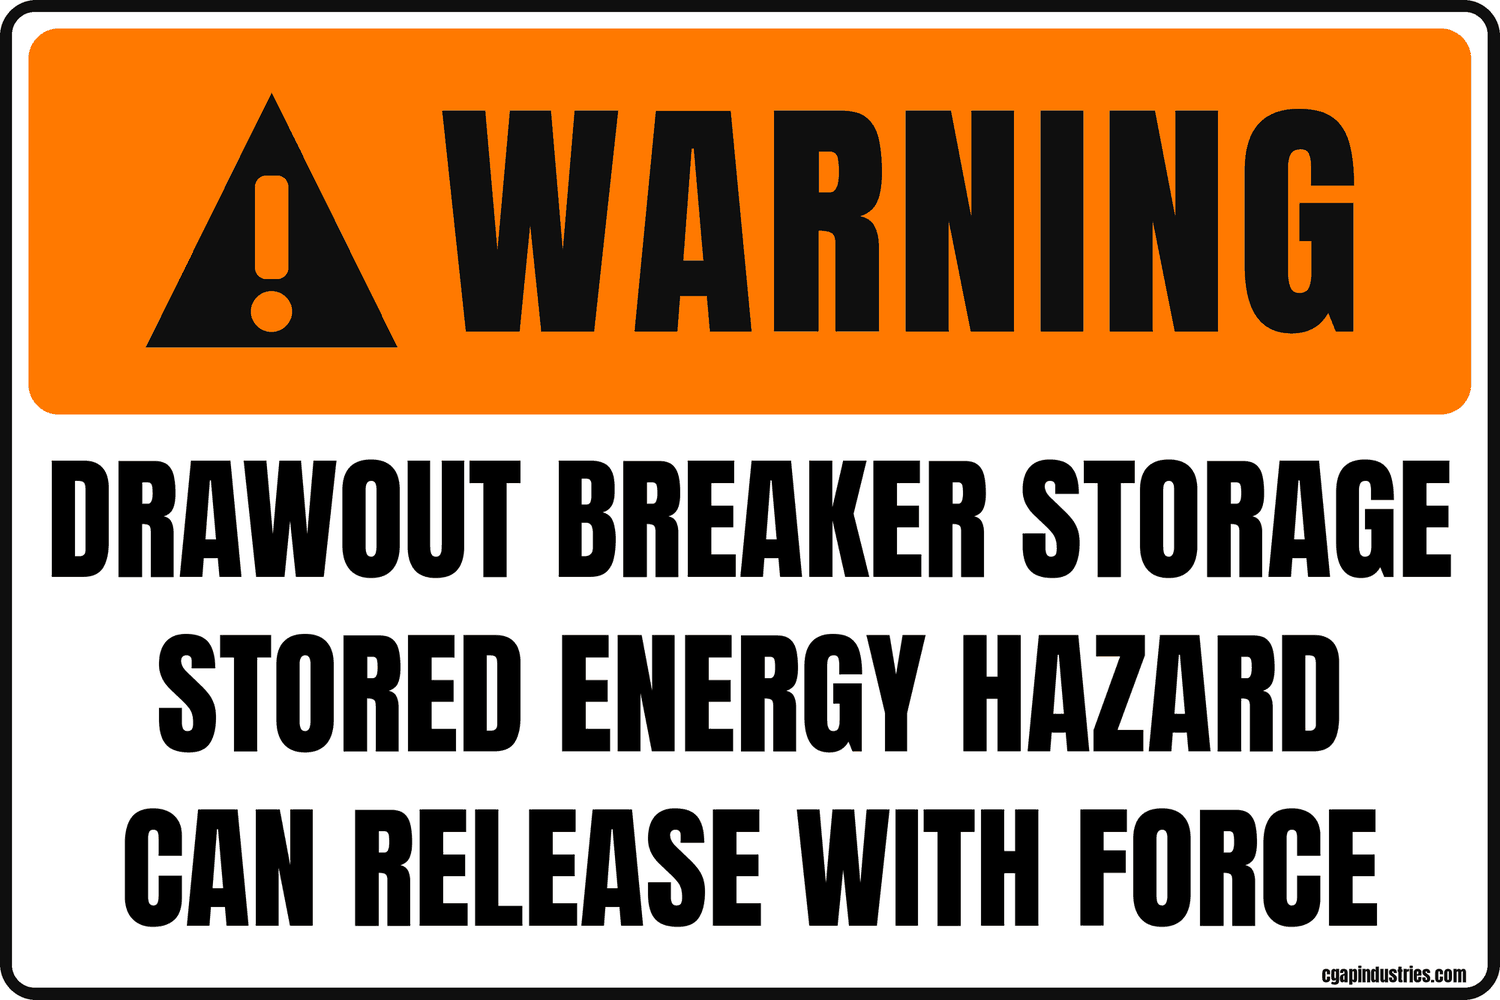 WARNING
DRAWOUT BREAKER STORAGE
STORED ENERGY HAZARD
CAN RELEASE WITH FORCE
cgapindustries.com